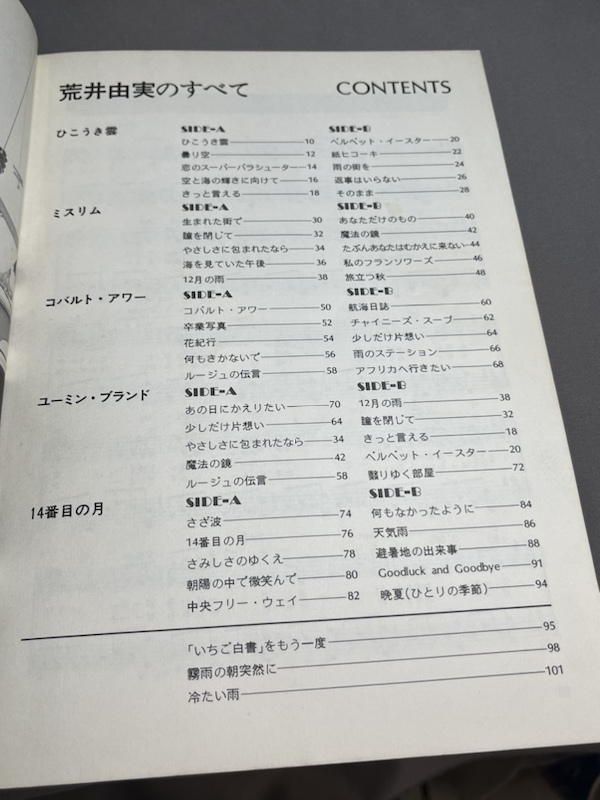 荒井由実のすべて CONTENTS
ひこうき雲 SIDE-A SIDE-B
ひこうき雲 10 ベルベット・イースター 20
曇り空 12 紙ヒコーキ 22
恋のスーパーパラシューター 14 雨の街を 24
空と海の輝きに向けて 16 返事はいらない 26
きっと言える 18 そのまま 28
ミスリム SIDE-A SIDE-B
生まれた街で 30 あなただけのもの 40
瞳を閉じて 32 魔法の鏡 42
やさしさに包まれたなら 34 たぶんあなたはむかえに来ない 44
海を見ていた午後 36 私のフランソワーズ 46
12月の雨 38 旅立つ秋 48
コバルト・アワー SIDE-A SIDE-B
コバルト・アワー 50 航海日誌 60
卒業写真 52 チャイニーズ・スープ 62
花紀行 54 少しだけ片想い 64
何もきかないで 56 雨のステーション 66
ルージュの伝言 58 アフリカへ行きたい 68
ユーミン・ブランド SIDE-A SIDE-B
あの日にかえりたい 70 12月の雨 38
少しだけ片想い 64 瞳を閉じて 32
やさしさに包まれたなら 34 きっと言える 18
魔法の鏡 42 ベルベット・イースター 20
ルージュの伝言 58 翳りゆく部屋 72
14番目の月 SIDE-A SIDE-B
さざ波 74 何もなかったように 84
14番目の月 76 天気雨 86
さみしさのゆくえ 78 避暑地の出来事 88
朝陽の中で微笑んで 80 Goodluck and Goodbye 91
中央フリー・ウェイ 82 晩夏(ひとりの季節) 94
「いちご白書」をもう一度 95
霧雨の朝突然に 98
冷たい雨 101